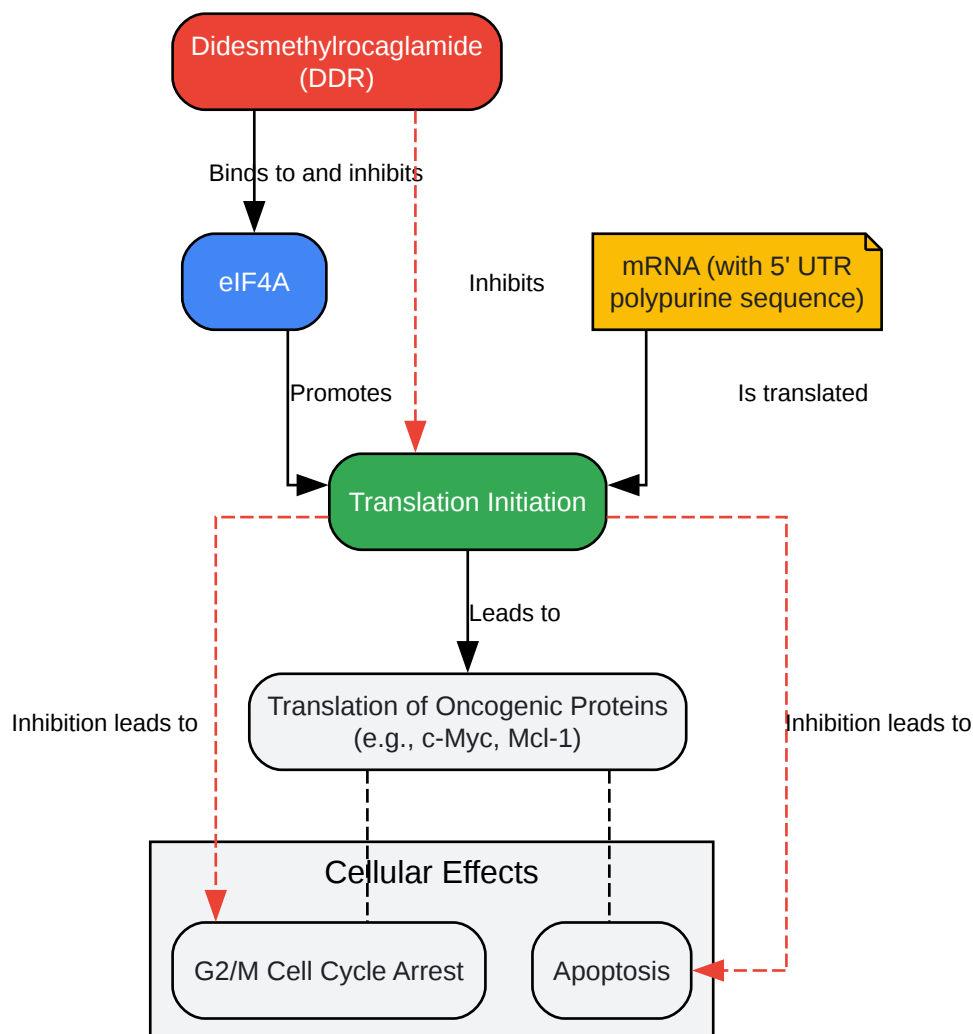 Didesmethylrocaglamide
(DDR)
Binds to and inhibits
eIF4A
Inhibits
mRNA (with 5' UTR
polypurine sequence)
Promotes
Is translated
Translation Initiation
Leads to
Translation of Oncogenic Proteins
(e.g., c-Myc, Mcl-1)
Inhibition leads to
Inhibition leads to
Cellular Effects
G2/M Cell Cycle Arrest
Apoptosis